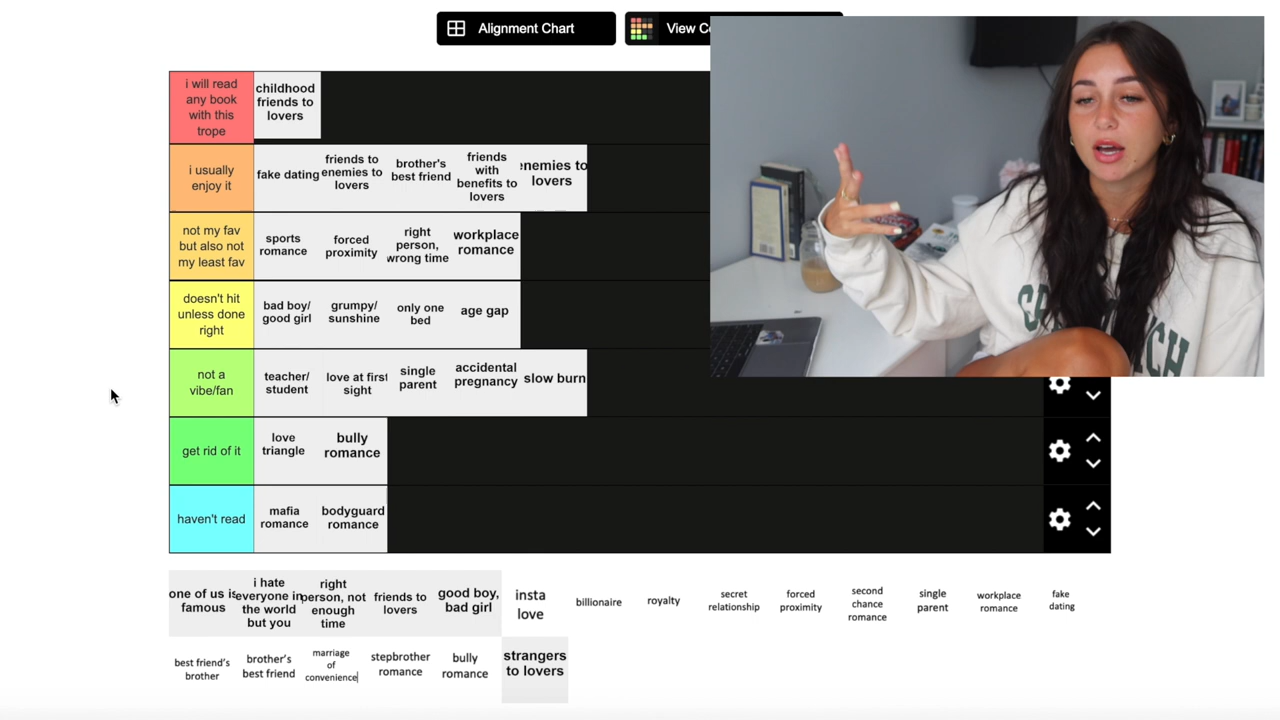 Alignment Chart
View Co
i will read
any book
with this
trope
childhood
friends to
lovers
i usually
enjoy it
fake dating
friends to
enemies to
lovers
brother's
best friend
friends
with
benefits to
lovers
enemies to
lovers
not my fav
but also not
my least fav
sports
romance
forced
proximity
right
person,
wrong time
workplace
romance
doesn't hit
unless done
right
bad boy/
good girl
grumpy/
sunshine
only one
bed
age gap
not a
vibe/fan
teacher/
student
love at first
sight
single
parent
accidental
pregnancy
slow burn
get rid of it
love
triangle
bully
romance
haven't read
mafia
romance
bodyguard
romance
one of us is
famous
i hate
everyone in
the world
but you
right
person, not
enough
time
friends to
lovers
good boy,
bad girl
insta
love
billionaire
royalty
secret
relationship
forced
proximity
second
chance
romance
single
parent
workplace
romance
fake
dating
best friend's
brother
brother's
best friend
marriage
of
convenience
stepbrother
romance
bully
romance
strangers
to lovers